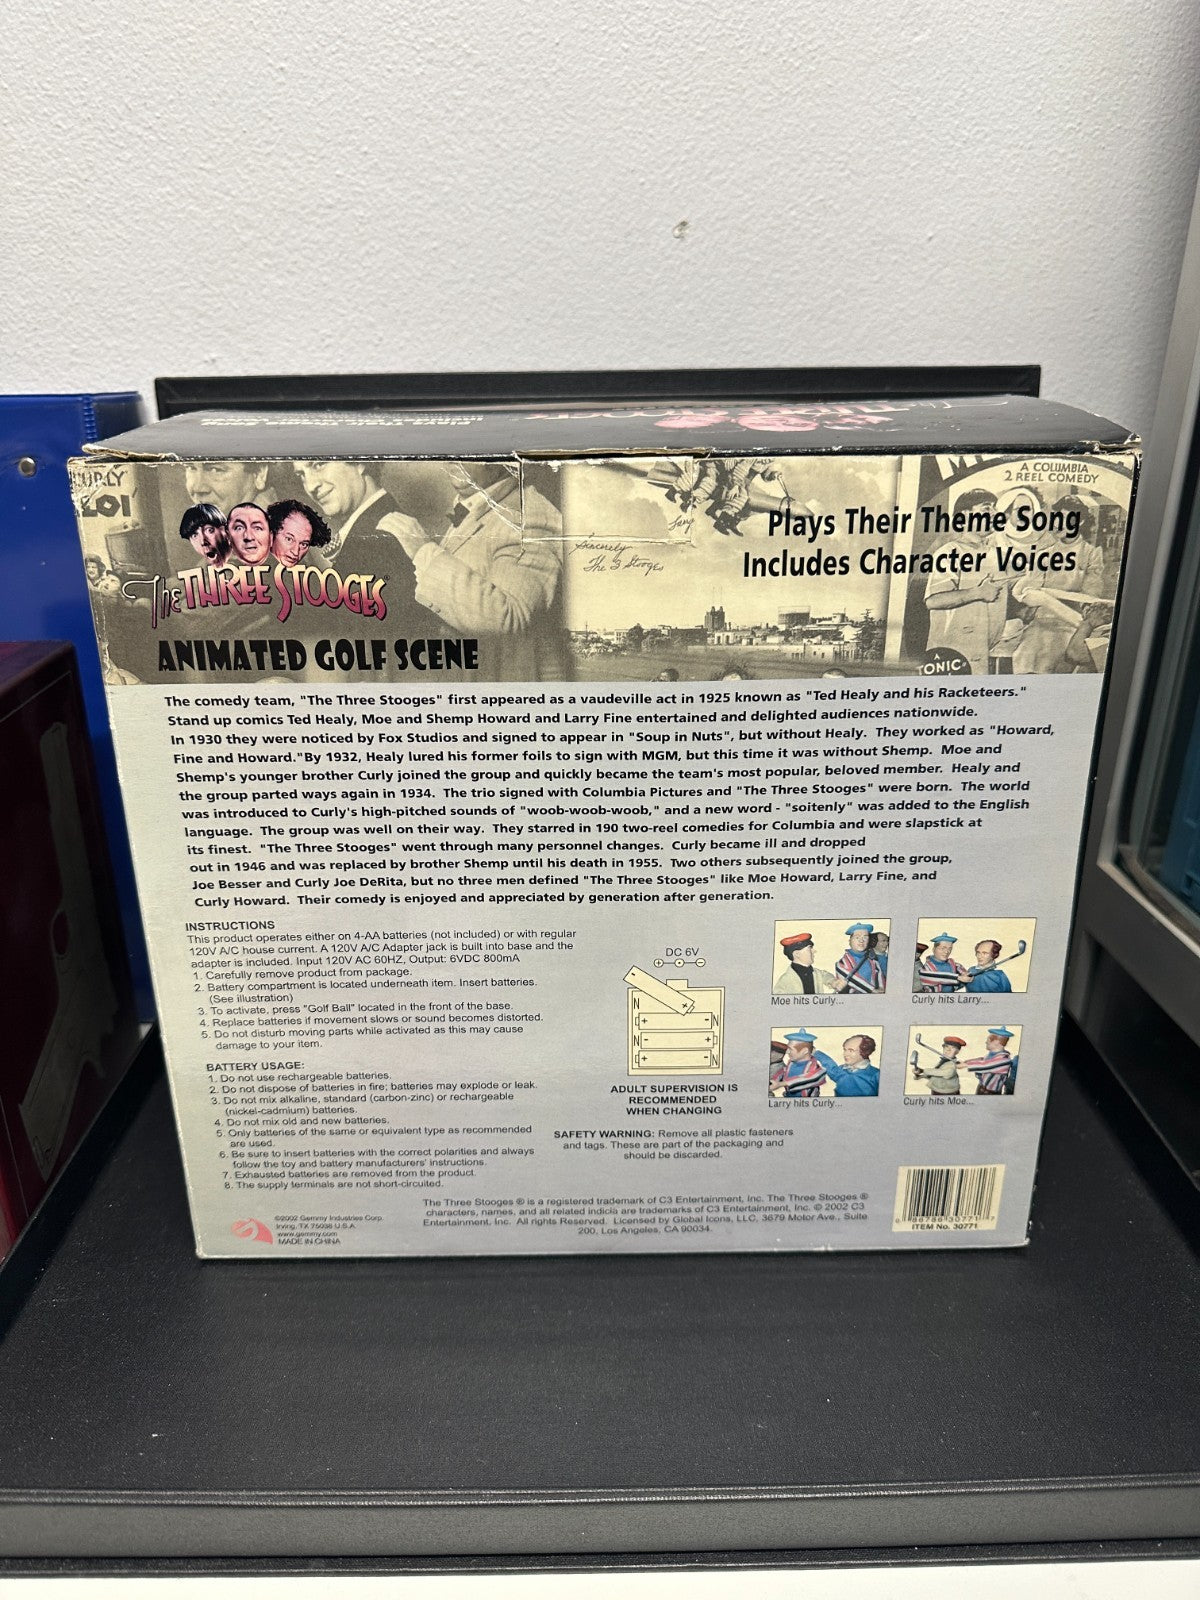 A COLUMBIA
2 REEL COMEDY
Plays Their Theme Song
Includes Character Voices
Sincerely
The 3 Stooges
Larry
The THREE STOOGES
ANIMATED GOLF SCENE
A
TONIC
The comedy team, "The Three Stooges" first appeared as a vaudeville act in 1925 known as "Ted Healy and his Racketeers."
Stand up comics Ted Healy, Moe and Shemp Howard and Larry Fine entertained and delighted audiences nationwide.
In 1930 they were noticed by Fox Studios and signed to appear in "Soup in Nuts", but without Healy. They worked as "Howard,
Fine and Howard."By 1932, Healy lured his former foils to sign with MGM, but this time it was without Shemp. Moe and
Shemp's younger brother Curly joined the group and quickly became the team's most popular, beloved member. Healy and
the group parted ways again in 1934. The trio signed with Columbia Pictures and "The Three Stooges" were born. The world
was introduced to Curly's high-pitched sounds of "woob-woob-woob," and a new word - "soitenly" was added to the English
language. The group was well on their way. They starred in 190 two-reel comedies for Columbia and were slapstick at
its finest. "The Three Stooges" went through many personnel changes. Curly became ill and dropped
out in 1946 and was replaced by brother Shemp until his death in 1955. Two others subsequently joined the group,
Joe Besser and Curly Joe DeRita, but no three men defined "The Three Stooges" like Moe Howard, Larry Fine, and
Curly Howard. Their comedy is enjoyed and appreciated by generation after generation.
INSTRUCTIONS
This product operates either on 4-AA batteries (not included) or with regular
120V A/C house current. A 120V A/C Adapter jack is built into base and the
adapter is included. Input 120V AC 60HZ, Output: 6VDC 800mA
1. Carefully remove product from package.
2. Battery compartment is located underneath item. Insert batteries.
(See illustration)
3. To activate, press "Golf Ball" located in the front of the base.
4. Replace batteries if movement slows or sound becomes distorted.
5. Do not disturb moving parts while activated as this may cause
damage to your item.
BATTERY USAGE:
1. Do not use rechargeable batteries.
2. Do not dispose of batteries in fire; batteries may explode or leak.
3. Do not mix alkaline, standard (carbon-zinc) or rechargeable
(nickel-cadmium) batteries.
4. Do not mix old and new batteries.
5. Only batteries of the same or equivalent type as recommended
are used.
6. Be sure to insert batteries with the correct polarities and always
follow the toy and battery manufacturers' instructions.
7. Exhausted batteries are removed from the product.
8. The supply terminals are not short-circuited.
DC 6V
ADULT SUPERVISION IS
RECOMMENDED
WHEN CHANGING
SAFETY WARNING: Remove all plastic fasteners
and tags. These are part of the packaging and
should be discarded.
Moe hits Curly...
Curly hits Larry...
Larry hits Curly...
Curly hits Moe...
©2002 Gemmy Industries Corp.
Irving, TX 75038 U.S.A.
www.gemmy.com
MADE IN CHINA
The Three Stooges ® is a registered trademark of C3 Entertainment, Inc. The Three Stooges ®
characters, names, and all related indicia are trademarks of C3 Entertainment, Inc. © 2002 C3
Entertainment, Inc. All rights Reserved. Licensed by Global Icons, LLC, 3679 Motor Ave., Suite
200, Los Angeles, CA 90034.
ITEM No. 30771